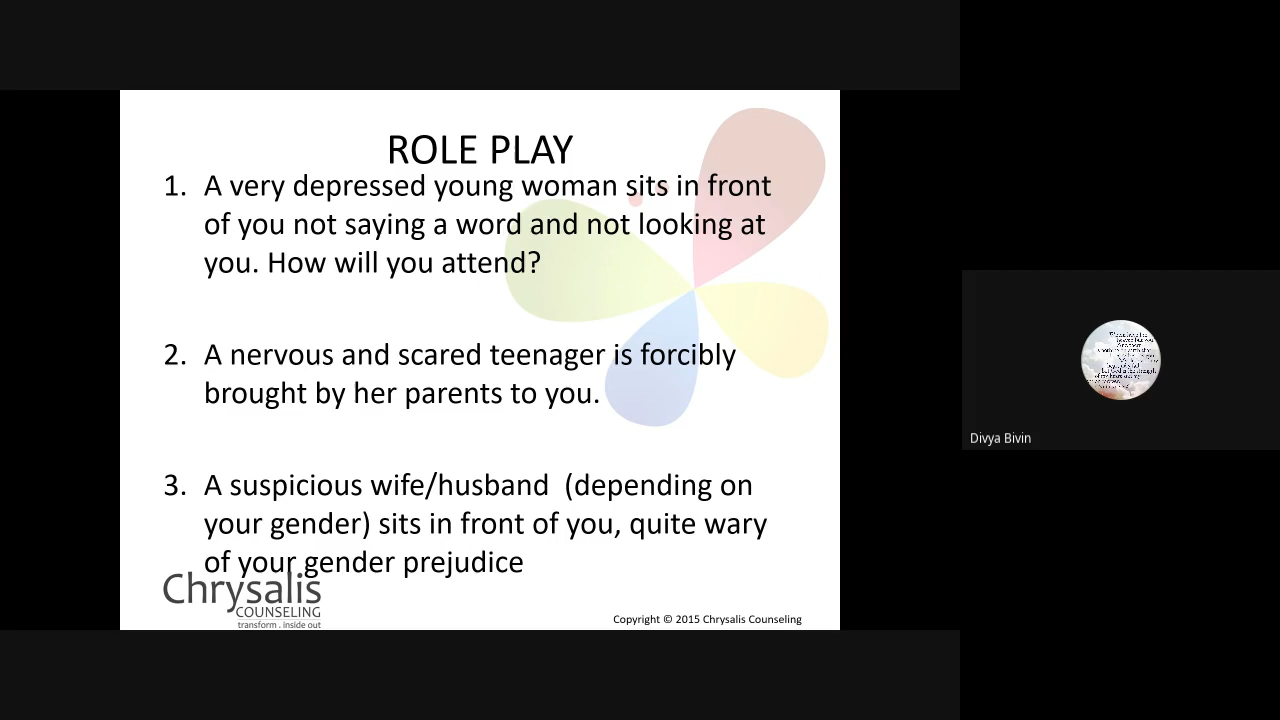 ROLE PLAY
1. A very depressed young woman sits in front
of you not saying a word and not looking at
you. How will you attend?
2. A nervous and scared teenager is forcibly
brought by her parents to you.
3. A suspicious wife/husband (depending on
your gender) sits in front of you, quite wary
of your gender prejudice
Chrysalis
COUNSELING
transform . inside out
Copyright © 2015 Chrysalis Counseling
Divya Bivin